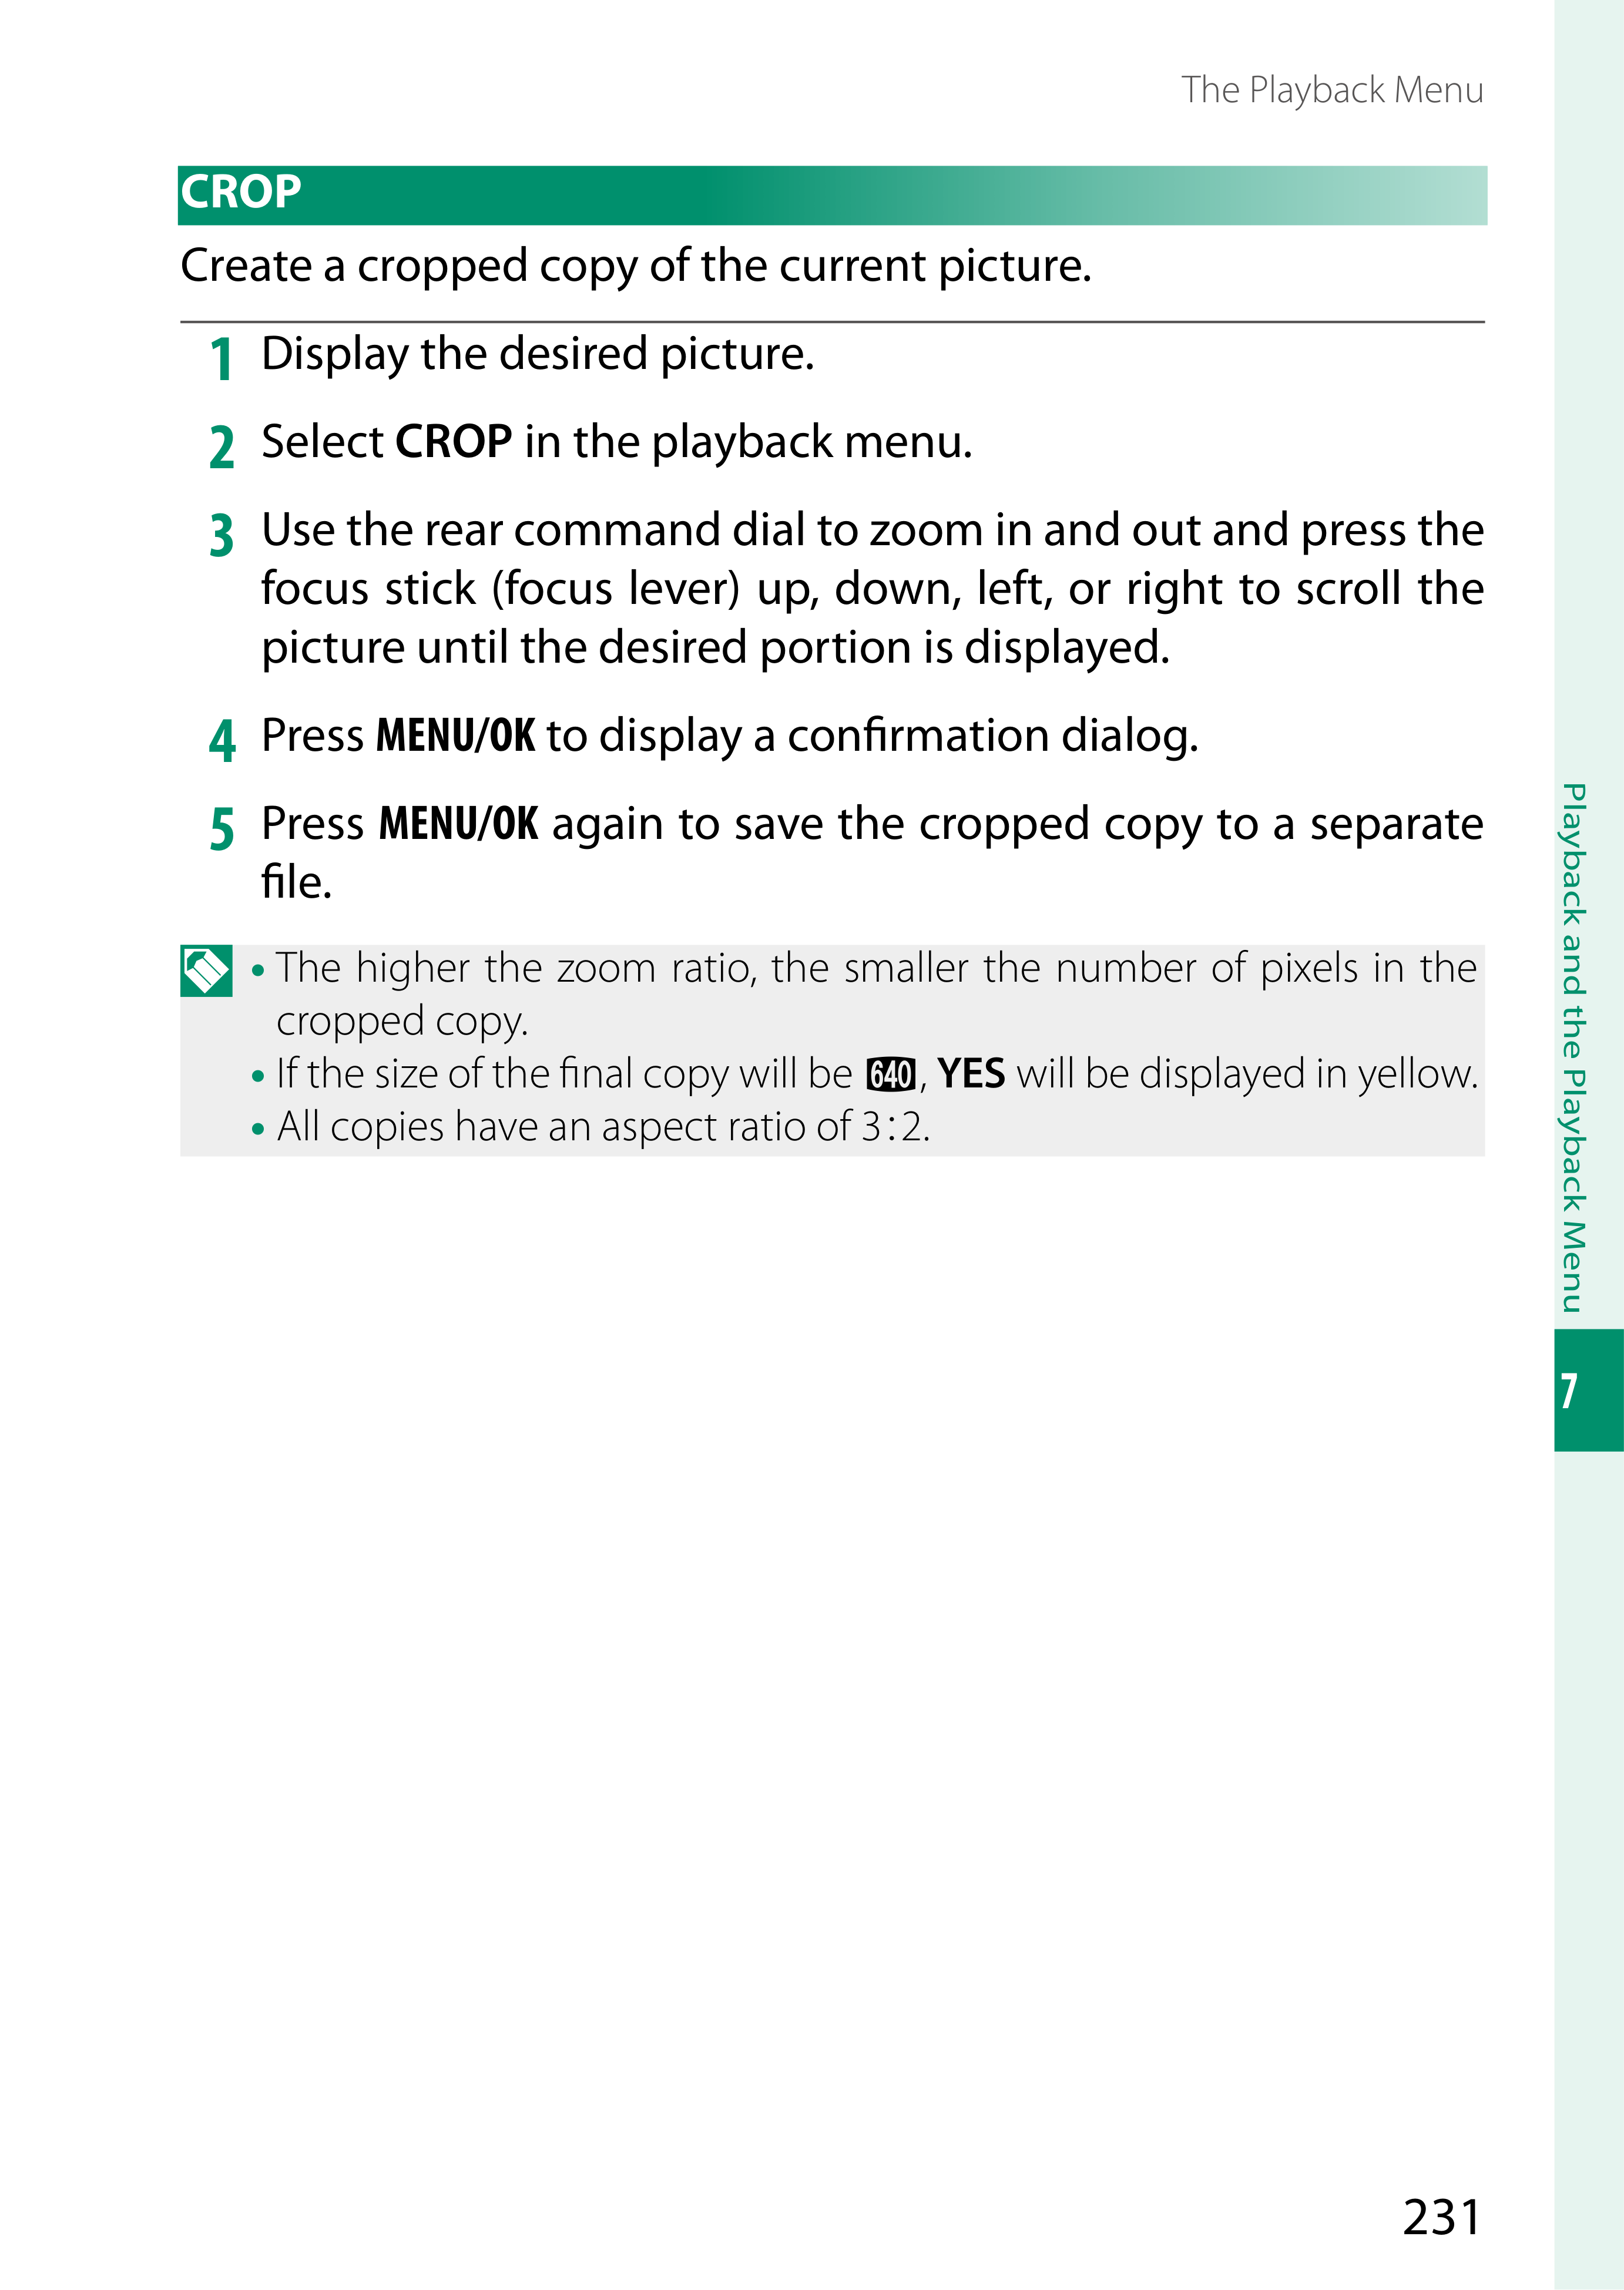 The Playback Menu
CROP
Create a cropped copy of the current picture.
1 Display the desired picture.
2 Select CROP in the playback menu.
3 Use the rear command dial to zoom in and out and press the
focus stick (focus lever) up, down, left, or right to scroll the
picture until the desired portion is displayed.
4 Press MENU/OK to display a confirmation dialog.
5 Press MENU/OK again to save the cropped copy to a separate
file.
• The higher the zoom ratio, the smaller the number of pixels in the
cropped copy.
• If the size of the final copy will be 640, YES will be displayed in yellow.
• All copies have an aspect ratio of 3:2.
Playback and the Playback Menu
7
231